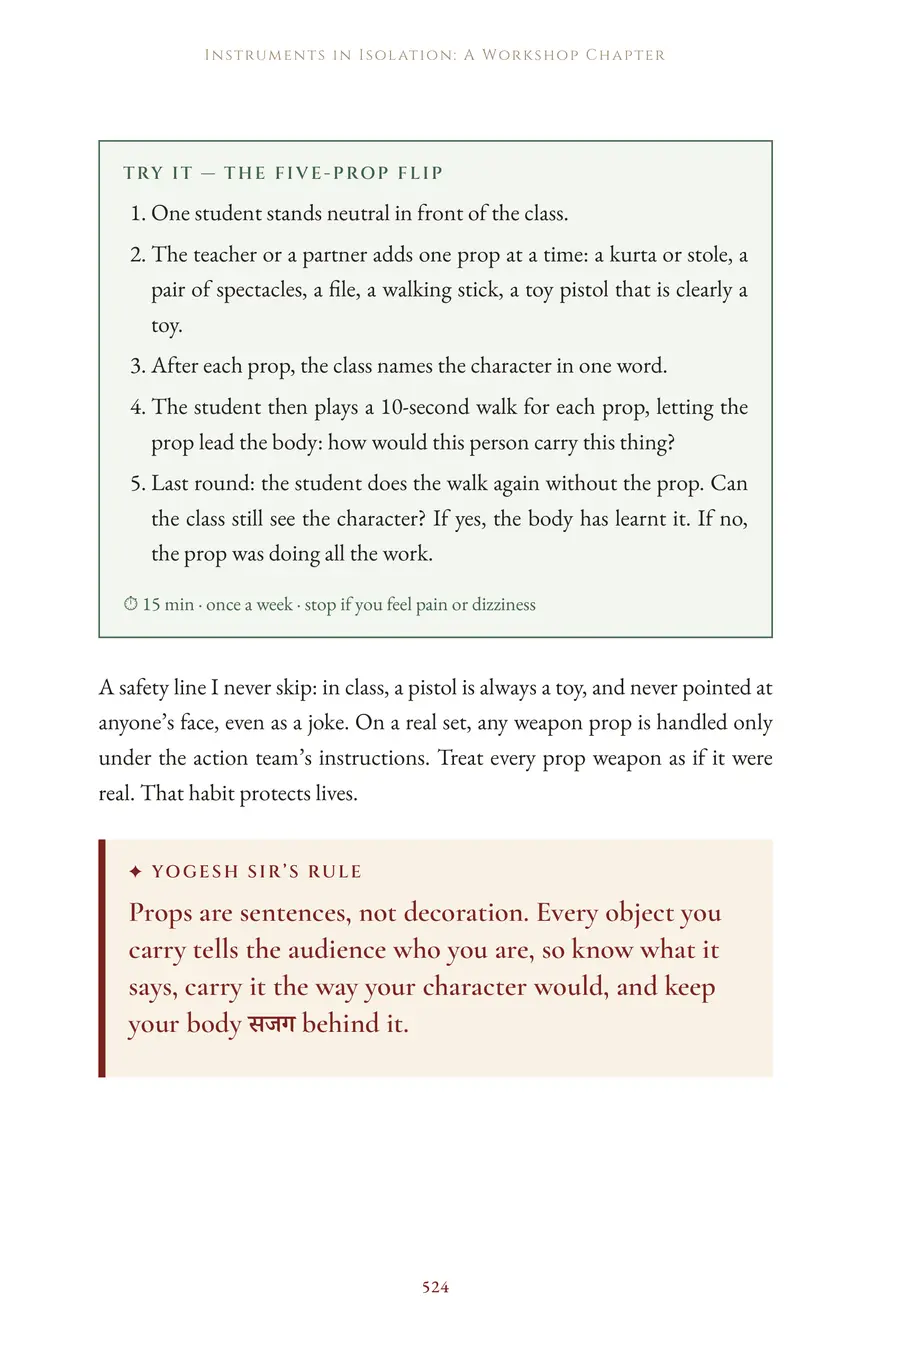 Instruments in Isolation: A Workshop Chapter
TRY IT — THE FIVE-PROP FLIP
1. One student stands neutral in front of the class.
2. The teacher or a partner adds one prop at a time: a kurta or stole, a
pair of spectacles, a file, a walking stick, a toy pistol that is clearly a
toy.
3. After each prop, the class names the character in one word.
4. The student then plays a 10-second walk for each prop, letting the
prop lead the body: how would this person carry this thing?
5. Last round: the student does the walk again without the prop. Can
the class still see the character? If yes, the body has learnt it. If no,
the prop was doing all the work.
⏱ 15 min · once a week · stop if you feel pain or dizziness
A safety line I never skip: in class, a pistol is always a toy, and never pointed at
anyone’s face, even as a joke. On a real set, any weapon prop is handled only
under the action team’s instructions. Treat every prop weapon as if it were
real. That habit protects lives.
✦ YOGESH SIR’S RULE
Props are sentences, not decoration. Every object you
carry tells the audience who you are, so know what it
says, carry it the way your character would, and keep
your body सजग behind it.
524